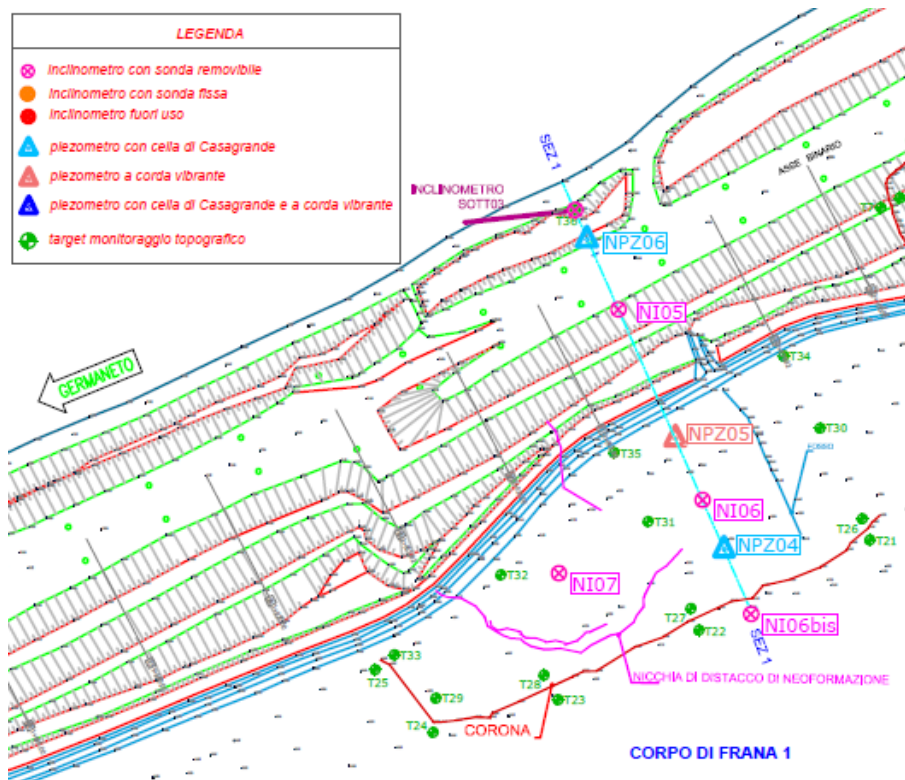 LEGENDA
inclinometro con sonda removibile
inclinometro con sonda fissa
inclinometro fuori uso
piezometro con cella di Casagrande
piezometro a corda vibrante
piezometro con cella di Casagrande e a corda vibrante
target monitoraggio topografico
SEZ 1
ASSE BINARIO
INCLINOMETRO
SOTT03
T36
NPZ06
NI05
GERMANETO
T34
T30
NPZ05
FOSSO
T35
NI06
T31
T26
T21
NPZ04
T32
NI07
T27
NI06bis
T22
SEZ 1
T33
T25
NICCHIA DI DISTACCO DI NEOFORMAZIONE
T28
T29
T23
T24
CORONA
CORPO DI FRANA 1